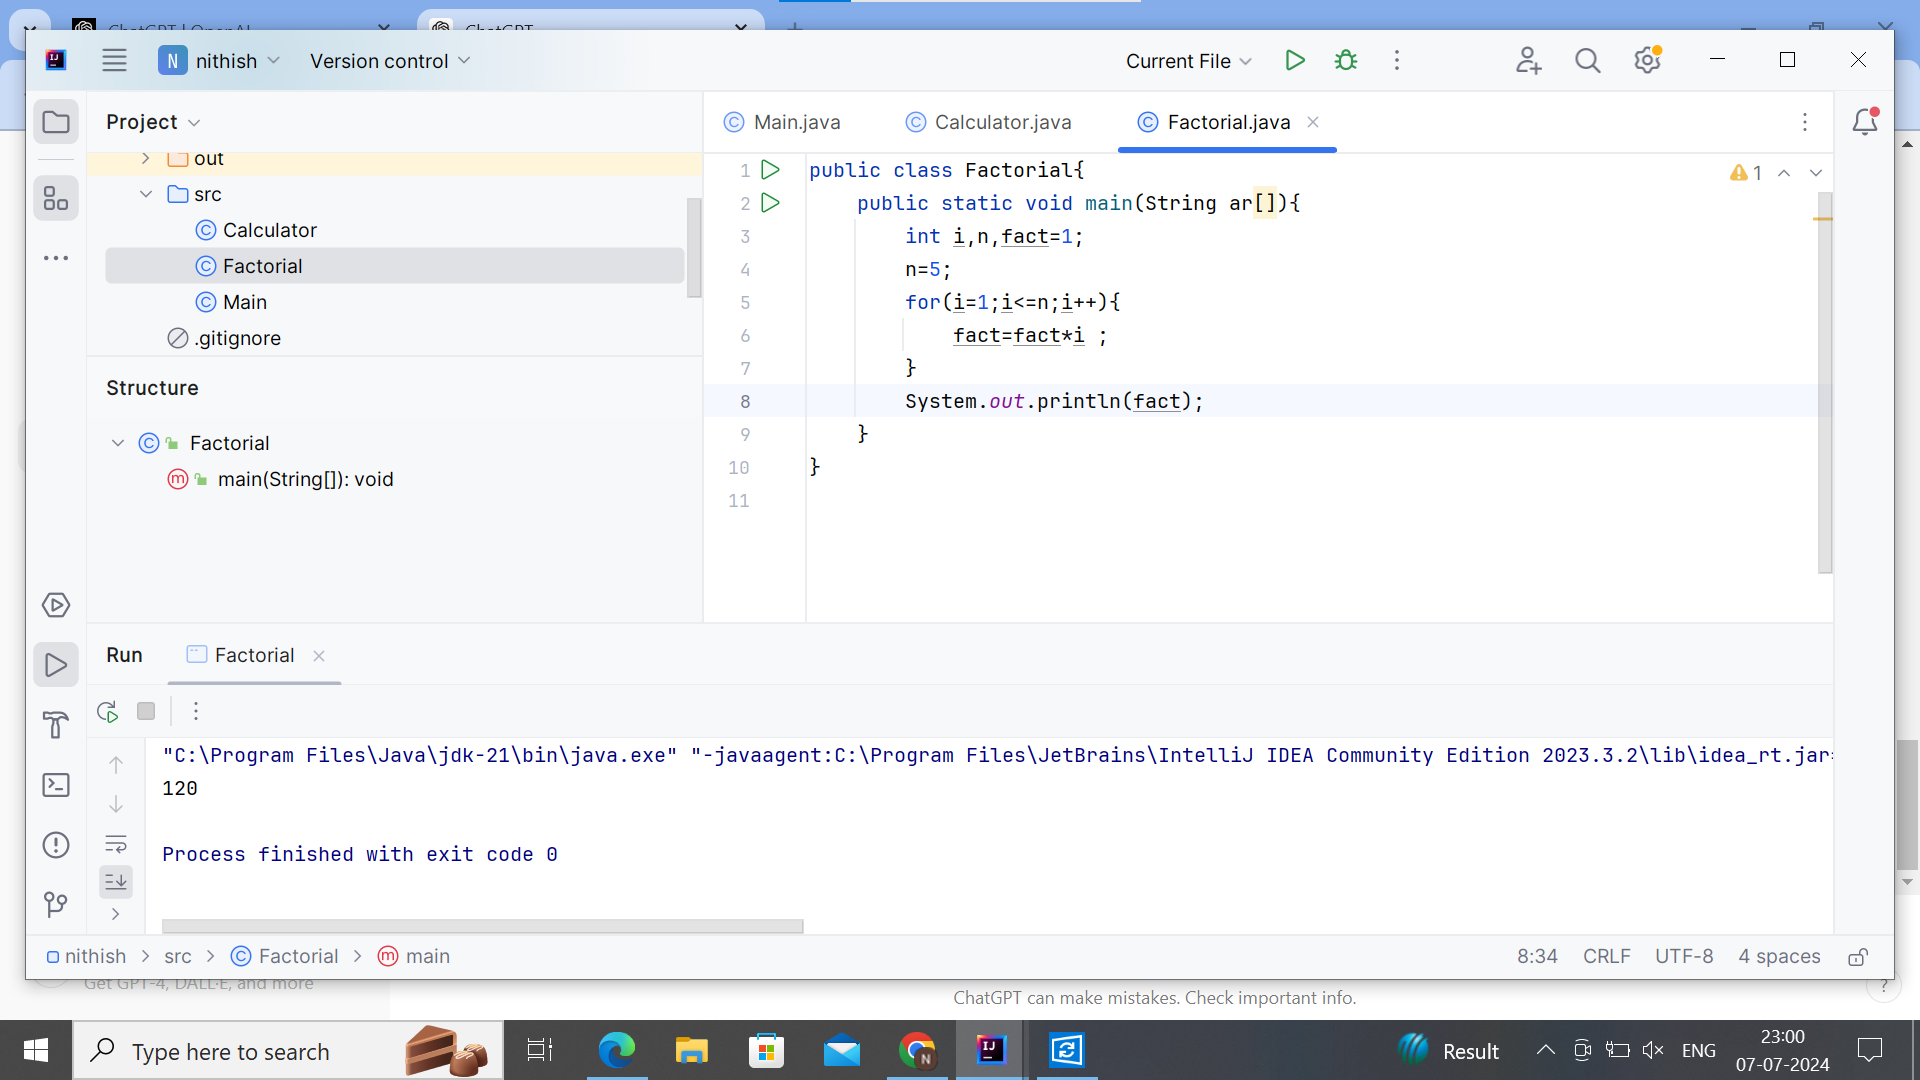 IJ
N nithish
Version control
Current File
Project
out
src
Calculator
Factorial
Main
.gitignore
Structure
Factorial
main(String[]): void
Main.java
Calculator.java
Factorial.java
1
1 public class Factorial{
2 public static void main(String ar[]){
3 int i,n,fact=1;
4 n=5;
5 for(i=1;i<=n;i++){
6 fact=fact*i ;
7 }
8 System.out.println(fact);
9 }
10 }
11
Run
Factorial
"C:\Program Files\Java\jdk-21\bin\java.exe" "-javaagent:C:\Program Files\JetBrains\IntelliJ IDEA Community Edition 2023.3.2\lib\idea_rt.jar=
120
Process finished with exit code 0
nithish > src > Factorial > main
8:34 CRLF UTF-8 4 spaces
Get GPT-4, DALL·E, and more
ChatGPT can make mistakes. Check important info.
?
Type here to search
N
IJ
Result
ENG
23:00
07-07-2024